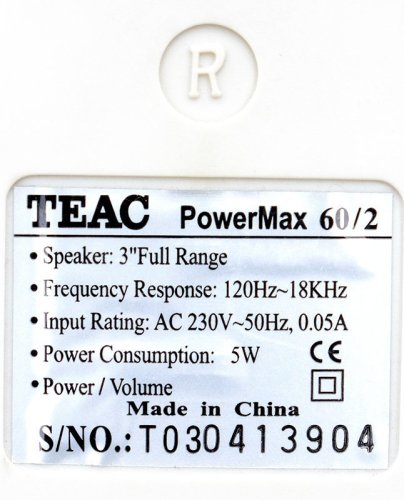 R
TEAC PowerMax 60/2
• Speaker: 3"Full Range
• Frequency Response: 120Hz~18KHz
• Input Rating: AC 230V~50Hz, 0.05A
• Power Consumption: 5W CE
• Power / Volume
Made in China
S/NO.: T030413904